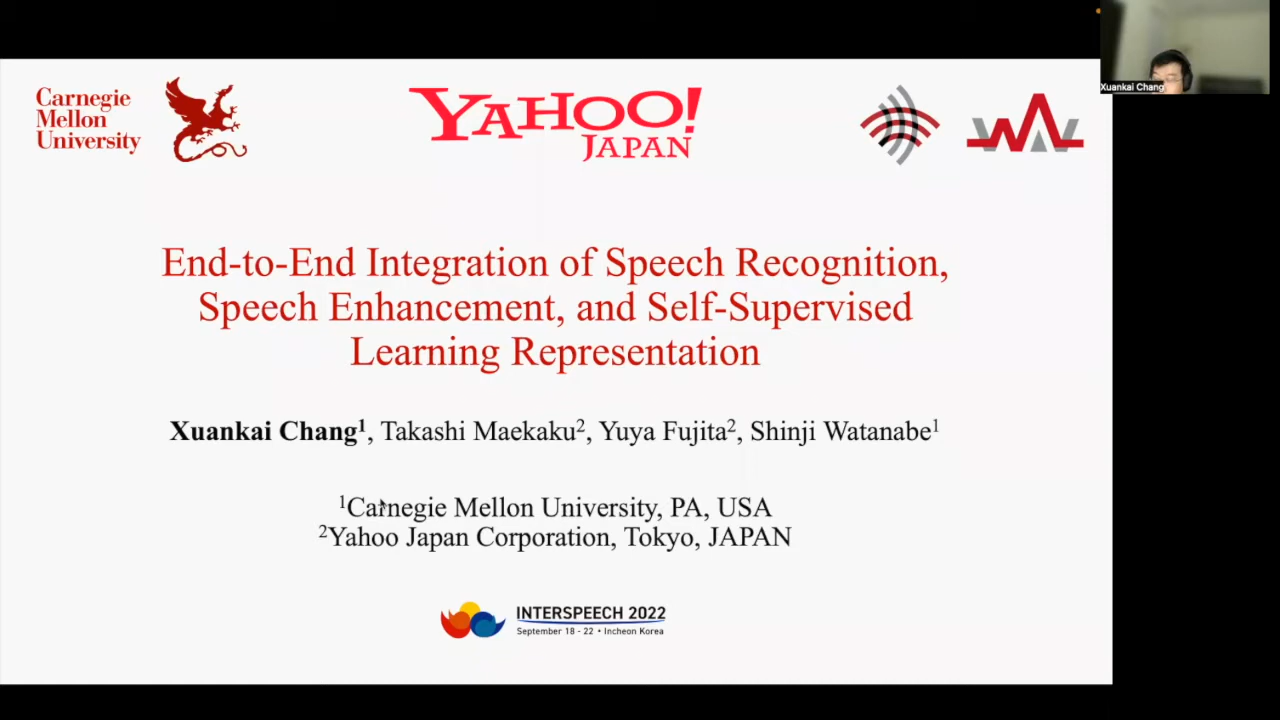 Carnegie
Mellon
University
YAHOO!
JAPAN
WAV
Xuankai Chang
End-to-End Integration of Speech Recognition,
Speech Enhancement, and Self-Supervised
Learning Representation
Xuankai Chang¹, Takashi Maekaku², Yuya Fujita², Shinji Watanabe¹
¹Carnegie Mellon University, PA, USA
²Yahoo Japan Corporation, Tokyo, JAPAN
INTERSPEECH 2022
September 18 - 22 • Incheon Korea